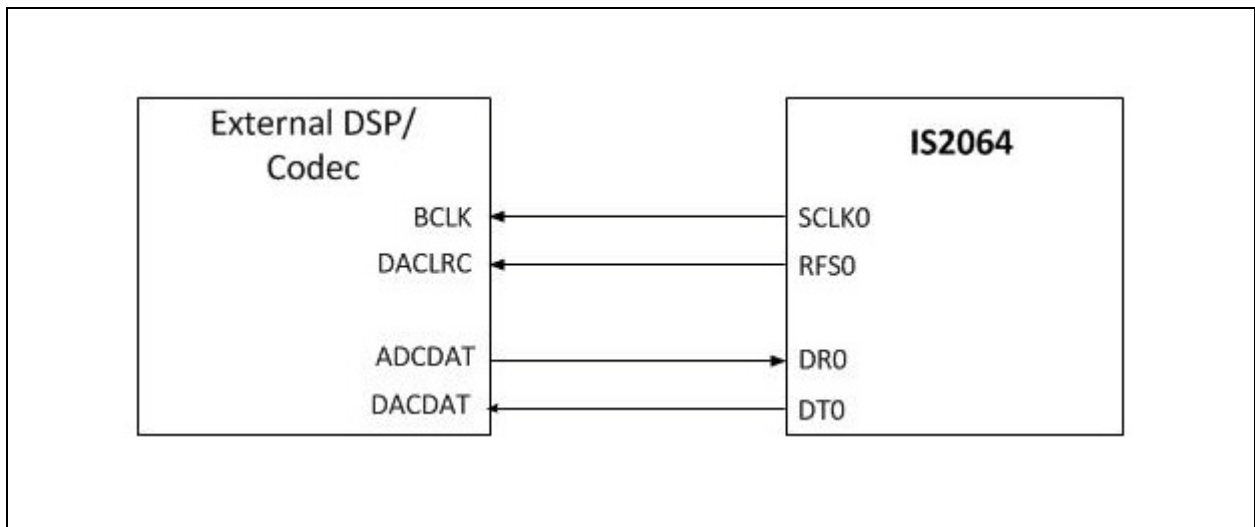 External DSP/
Codec
BCLK
DACLRC
ADCDAT
DACDAT
IS2064
SCLK0
RFS0
DR0
DT0